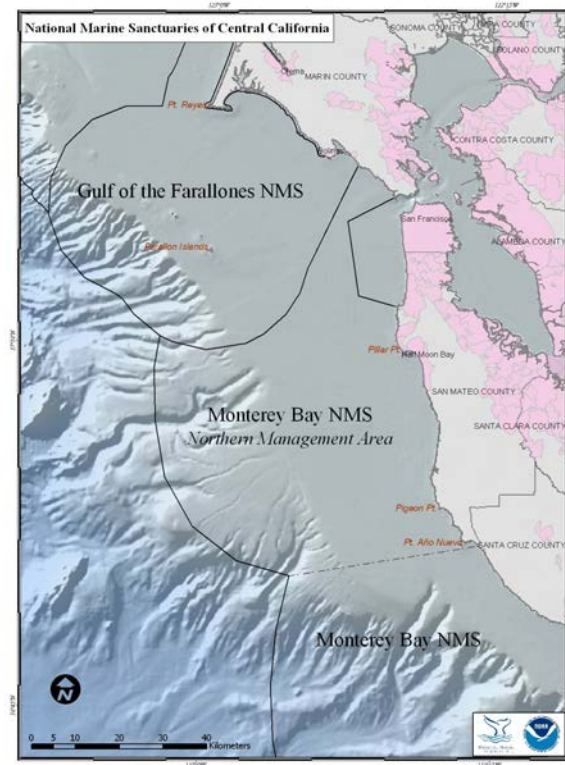 National Marine Sanctuaries of Central California
SONOMA COUNTY
SOLANO COUNTY
MARIN COUNTY
Pt. Reyes
CONTRA COSTA COUNTY
Gulf of the Farallones NMS
San Francisco
ALAMEDA COUNTY
Farallon Islands
Pillar Pt.
Half Moon Bay
SAN MATEO COUNTY
Monterey Bay NMS
Northern Management Area
SANTA CLARA COUNTY
Pigeon Pt.
Pt. Año Nuevo
SANTA CRUZ COUNTY
Monterey Bay NMS
N
0 5 10 20 30 40
Kilometers
NOAA